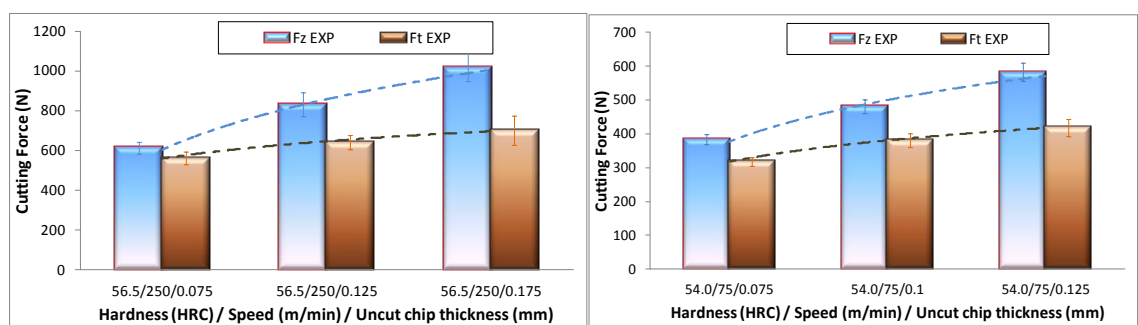 Fz EXP
Ft EXP
1200
1000
800
600
400
200
0
Cutting Force (N)
56.5/250/0.075
56.5/250/0.125
56.5/250/0.175
Hardness (HRC) / Speed (m/min) / Uncut chip thickness (mm)
Fz EXP
Ft EXP
700
600
500
400
300
200
100
0
Cutting Force (N)
54.0/75/0.075
54.0/75/0.1
54.0/75/0.125
Hardness (HRC) / Speed (m/min) / Uncut chip thickness (mm)